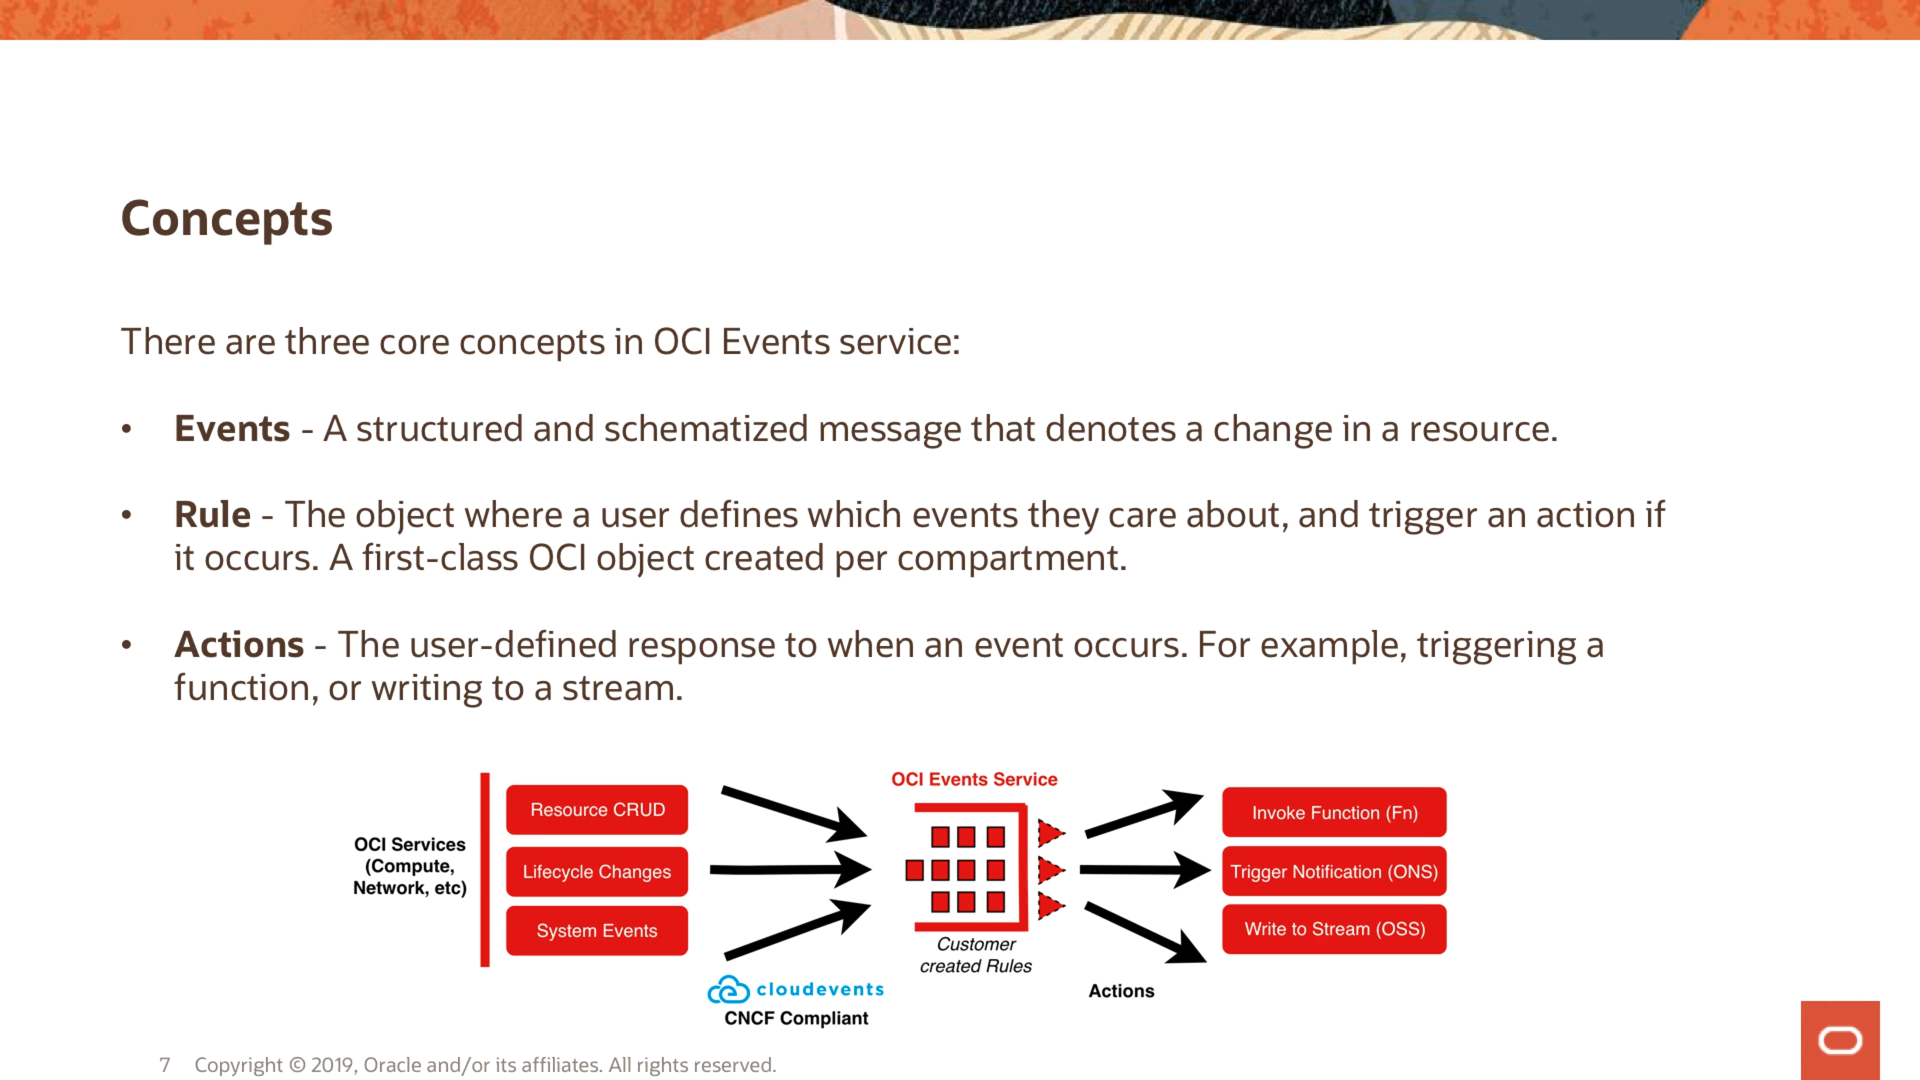 Concepts
There are three core concepts in OCI Events service:
• Events - A structured and schematized message that denotes a change in a resource.
• Rule - The object where a user defines which events they care about, and trigger an action if
it occurs. A first-class OCI object created per compartment.
• Actions - The user-defined response to when an event occurs. For example, triggering a
function, or writing to a stream.
OCI Services
(Compute,
Network, etc)
Resource CRUD
Lifecycle Changes
System Events
cloudevents
CNCF Compliant
OCI Events Service
Customer
created Rules
Actions
Invoke Function (Fn)
Trigger Notification (ONS)
Write to Stream (OSS)
7 Copyright © 2019, Oracle and/or its affiliates. All rights reserved.